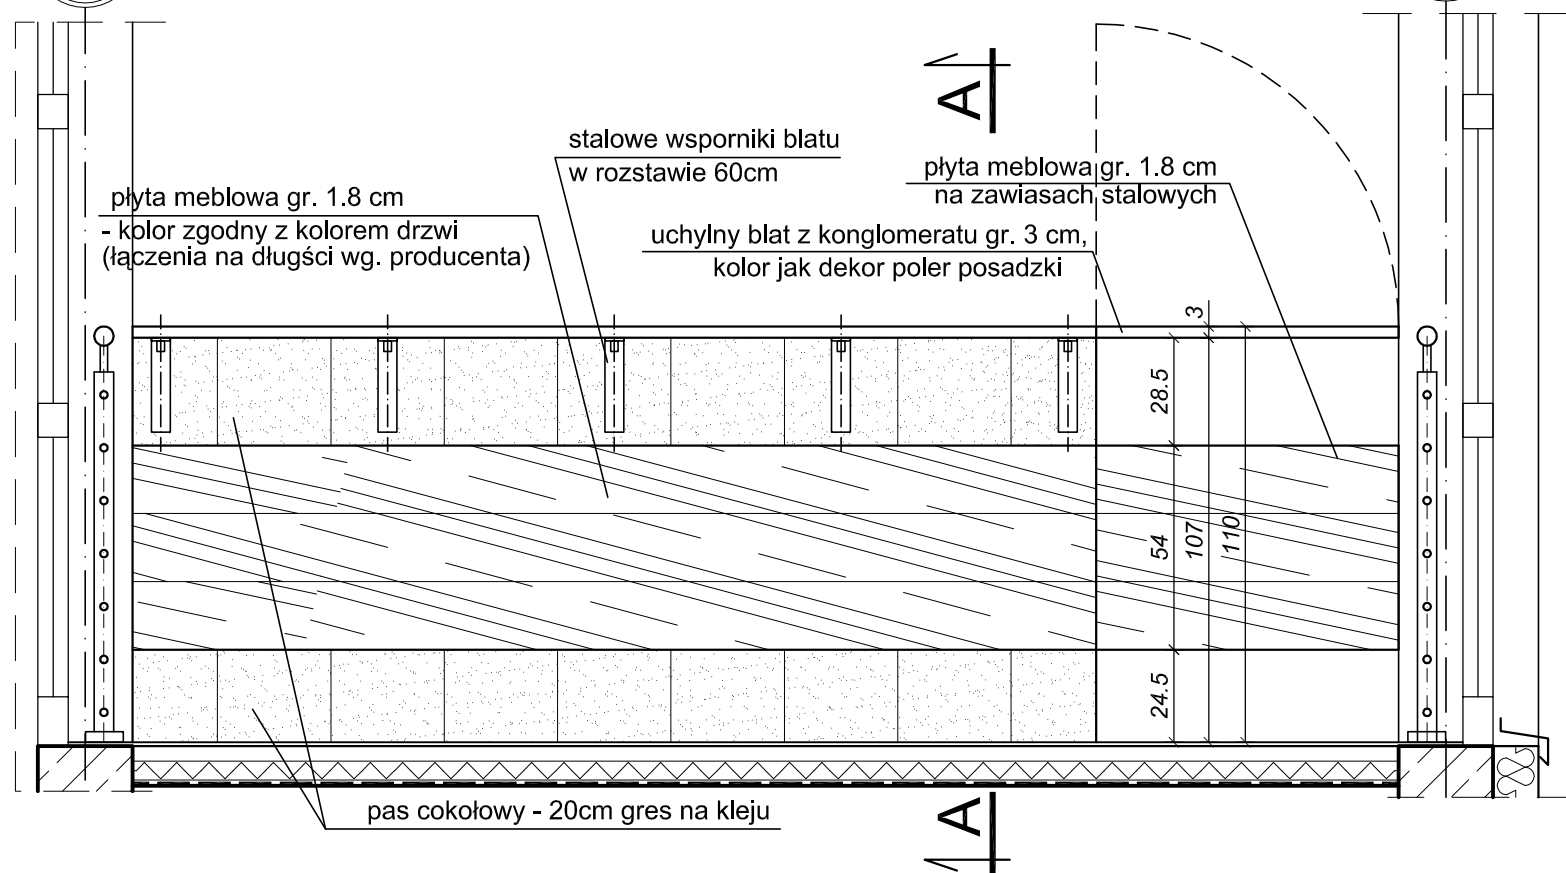 A
stalowe wsporniki blatu
w rozstawie 60cm
płyta meblowa gr. 1.8 cm
na zawiasach stalowych
płyta meblowa gr. 1.8 cm
- kolor zgodny z kolorem drzwi
(łączenia na długści wg. producenta)
uchylny blat z konglomeratu gr. 3 cm,
kolor jak dekor poler posadzki
3
28.5
54
107
110
24.5
pas cokołowy - 20cm gres na kleju
A